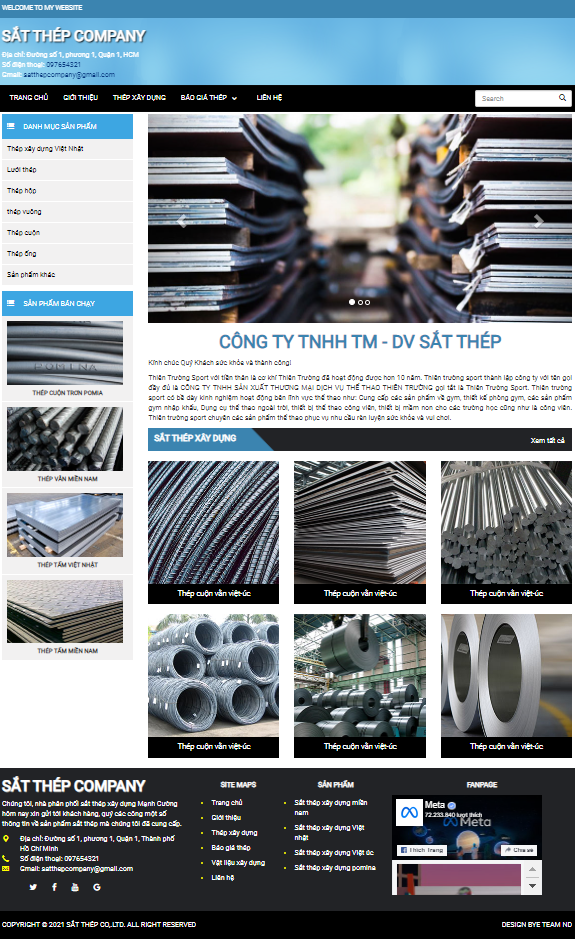 WELCOME TO MY WEBSITE
SẮT THÉP COMPANY
Địa chỉ: Đường số 1, phường 1, Quận 1, HCM
Số điện thoại: 097654321
Gmail: satthepcompany@gmail.com
TRANG CHỦ GIỚI THIỆU THÉP XÂY DỰNG BÁO GIÁ THÉP LIÊN HỆ Search
DANH MỤC SẢN PHẨM
Thép xây dựng Việt Nhật
Lưới thép
Thép hộp
thép vuông
Thép cuộn
Thép ống
Sản phẩm khác
SẢN PHẨM BÁN CHẠY
POMINA
THÉP CUỘN TRƠN POMIA
THÉP VẰN MIỀN NAM
THÉP TẤM VIỆT NHẬT
THÉP TẤM MIỀN NAM
CÔNG TY TNHH TM - DV SẮT THÉP
Kính chúc Quý Khách sức khỏe và thành công!
Thiên Trường Sport với tiền thân là cơ khí Thiên Trường đã hoạt động được hơn 10 năm. Thiên trường sport thành lập công ty với tên gọi
đầy đủ là CÔNG TY TNHH SẢN XUẤT THƯƠNG MẠI DỊCH VỤ THỂ THAO THIÊN TRƯỜNG gọi tắt là Thiên Trường Sport. Thiên trường
sport có bề dày kinh nghiệm hoạt động bên lĩnh vực thể thao như: Cung cấp các sản phẩm về gym, thiết kế phòng gym, các sản phẩm
gym nhập khẩu, Dụng cụ thể thao ngoài trời, thiết bị thể thao công viên, thiết bị mầm non cho các trường học cũng như là công viên.
Thiên trường sport chuyên các sản phẩm thể thao phục vụ nhu cầu rèn luyện sức khỏe và vui chơi.
SẮT THÉP XÂY DỰNG Xem tất cả
Thép cuộn vằn việt-úc Thép cuộn vằn việt-úc Thép cuộn vằn việt-úc
Thép cuộn vằn việt-úc Thép cuộn vằn việt-úc Thép cuộn vằn việt-úc
SẮT THÉP COMPANY
Chúng tôi, nhà phân phối sắt thép xây dựng Mạnh Cường
hôm nay xin gửi tới khách hàng, quý các công một số
thông tin về sản phẩm sắt thép mà chúng tôi đã cung cấp.
Địa chỉ: Đường số 1, phương 1, Quận 1, Thành phố
Hồ Chí Minh
Số điện thoại: 097654321
Gmail: satthepcompany@gmail.com
SITE MAPS
Trang chủ
Giới thiệu
Thép xây dựng
Báo giá thép
Vật liệu xây dựng
Liên hệ
SẢN PHẨM
Sắt thép xây dựng miền
nam
Sắt thép xây dựng Việt
nhật
Sắt thép xây dựng Việt úc
Sắt thép xây dựng pomina
FANPAGE
Meta
72.233.840 lượt thích
Meta
Thích Trang Chia sẻ
COPYRIGHT © 2021 SẮT THÉP CO,.LTD. ALL RIGHT RESERVED DESIGN BYE TEAM ND